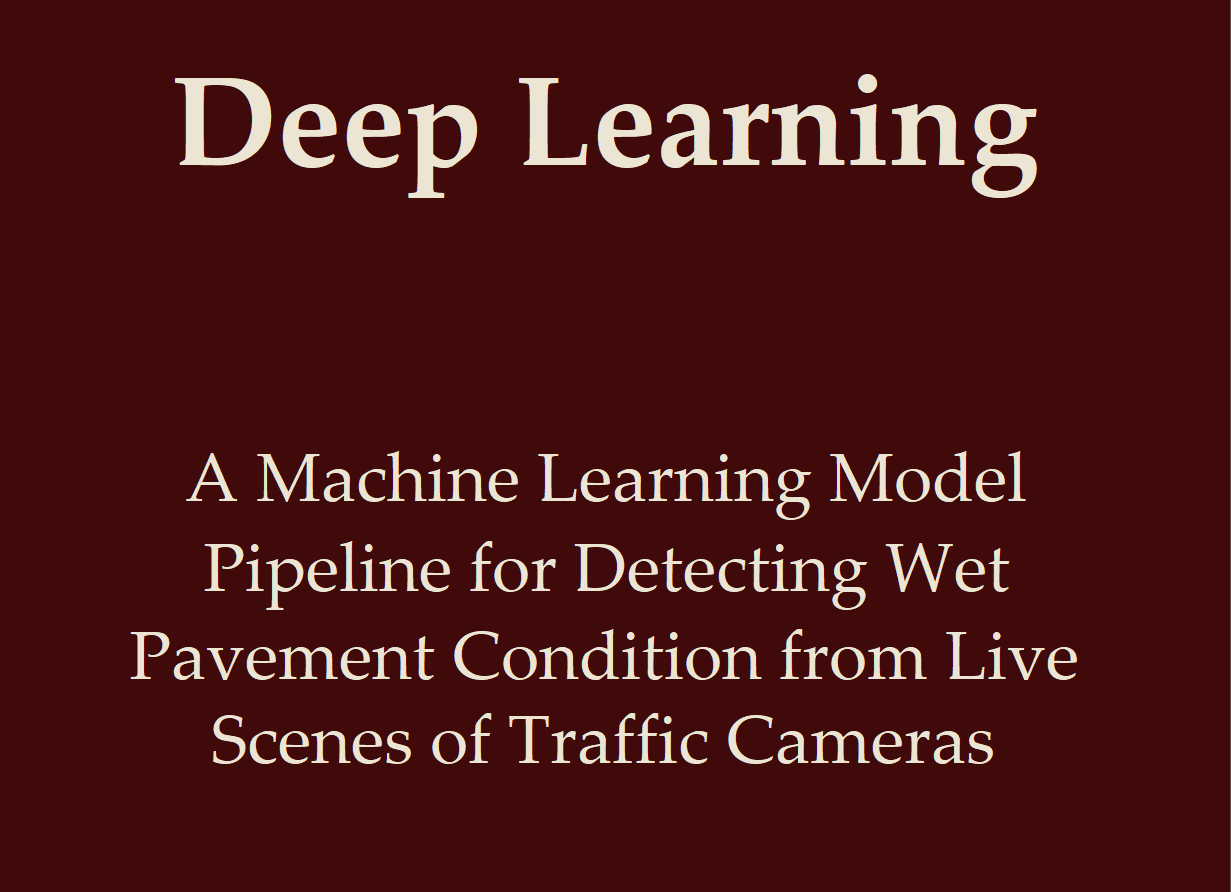 Deep Learning
A Machine Learning Model
Pipeline for Detecting Wet
Pavement Condition from Live
Scenes of Traffic Cameras